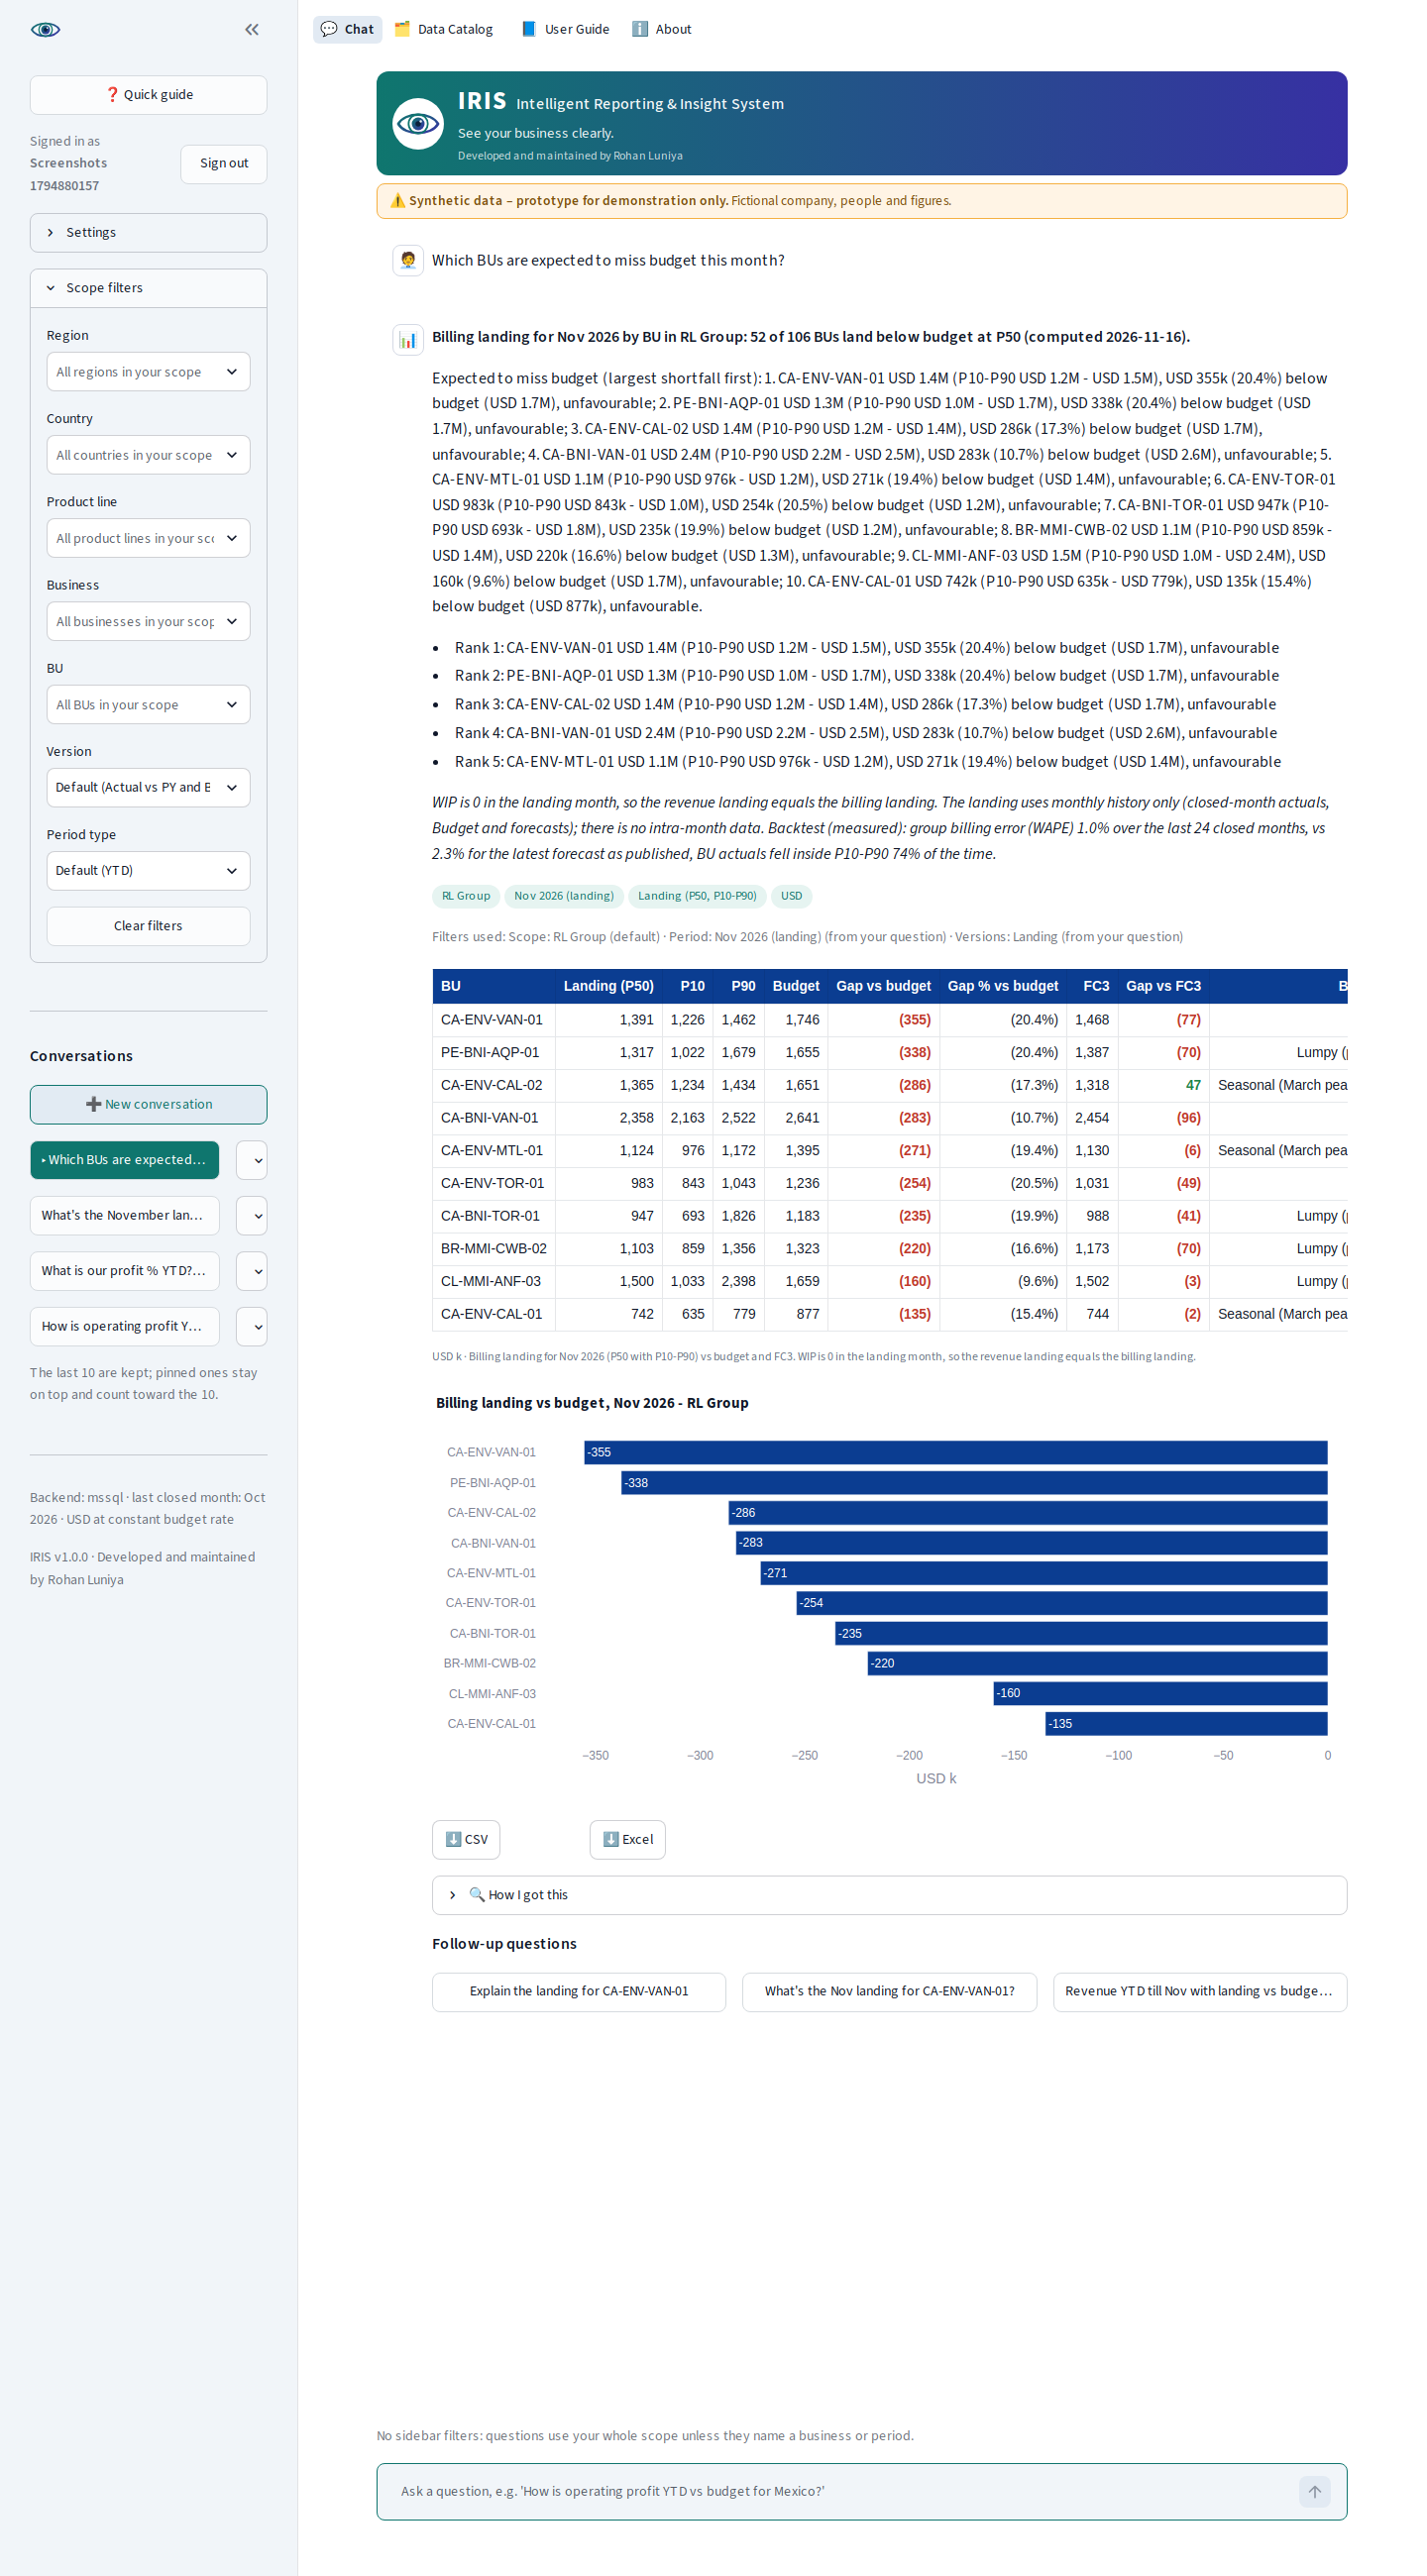 Chat
Data Catalog
User Guide
About
Quick guide
Signed in as
Screenshots
1794880157
Sign out
Settings
Scope filters
Region
All regions in your scope
Country
All countries in your scope
Product line
All product lines in your sco
Business
All businesses in your scop
BU
All BUs in your scope
Version
Default (Actual vs PY and B
Period type
Default (YTD)
Clear filters
Conversations
➕ New conversation
Which BUs are expected…
What's the November lan…
What is our profit % YTD?…
How is operating profit Y…
The last 10 are kept; pinned ones stay
on top and count toward the 10.
Backend: mssql · last closed month: Oct
2026 · USD at constant budget rate
IRIS v1.0.0 · Developed and maintained
by Rohan Luniya
IRIS Intelligent Reporting & Insight System
See your business clearly.
Developed and maintained by Rohan Luniya
⚠️ Synthetic data – prototype for demonstration only. Fictional company, people and figures.
Which BUs are expected to miss budget this month?
Billing landing for Nov 2026 by BU in RL Group: 52 of 106 BUs land below budget at P50 (computed 2026-11-16).
Expected to miss budget (largest shortfall first): 1. CA-ENV-VAN-01 USD 1.4M (P10-P90 USD 1.2M - USD 1.5M), USD 355k (20.4%) below
budget (USD 1.7M), unfavourable; 2. PE-BNI-AQP-01 USD 1.3M (P10-P90 USD 1.0M - USD 1.7M), USD 338k (20.4%) below budget (USD
1.7M), unfavourable; 3. CA-ENV-CAL-02 USD 1.4M (P10-P90 USD 1.2M - USD 1.4M), USD 286k (17.3%) below budget (USD 1.7M),
unfavourable; 4. CA-BNI-VAN-01 USD 2.4M (P10-P90 USD 2.2M - USD 2.5M), USD 283k (10.7%) below budget (USD 2.6M), unfavourable; 5.
CA-ENV-MTL-01 USD 1.1M (P10-P90 USD 976k - USD 1.2M), USD 271k (19.4%) below budget (USD 1.4M), unfavourable; 6. CA-ENV-TOR-01
USD 983k (P10-P90 USD 843k - USD 1.0M), USD 254k (20.5%) below budget (USD 1.2M), unfavourable; 7. CA-BNI-TOR-01 USD 947k (P10-
P90 USD 693k - USD 1.8M), USD 235k (19.9%) below budget (USD 1.2M), unfavourable; 8. BR-MMI-CWB-02 USD 1.1M (P10-P90 USD 859k -
USD 1.4M), USD 220k (16.6%) below budget (USD 1.3M), unfavourable; 9. CL-MMI-ANF-03 USD 1.5M (P10-P90 USD 1.0M - USD 2.4M), USD
160k (9.6%) below budget (USD 1.7M), unfavourable; 10. CA-ENV-CAL-01 USD 742k (P10-P90 USD 635k - USD 779k), USD 135k (15.4%)
below budget (USD 877k), unfavourable.
• Rank 1: CA-ENV-VAN-01 USD 1.4M (P10-P90 USD 1.2M - USD 1.5M), USD 355k (20.4%) below budget (USD 1.7M), unfavourable
• Rank 2: PE-BNI-AQP-01 USD 1.3M (P10-P90 USD 1.0M - USD 1.7M), USD 338k (20.4%) below budget (USD 1.7M), unfavourable
• Rank 3: CA-ENV-CAL-02 USD 1.4M (P10-P90 USD 1.2M - USD 1.4M), USD 286k (17.3%) below budget (USD 1.7M), unfavourable
• Rank 4: CA-BNI-VAN-01 USD 2.4M (P10-P90 USD 2.2M - USD 2.5M), USD 283k (10.7%) below budget (USD 2.6M), unfavourable
• Rank 5: CA-ENV-MTL-01 USD 1.1M (P10-P90 USD 976k - USD 1.2M), USD 271k (19.4%) below budget (USD 1.4M), unfavourable
WIP is 0 in the landing month, so the revenue landing equals the billing landing. The landing uses monthly history only (closed-month actuals,
Budget and forecasts); there is no intra-month data. Backtest (measured): group billing error (WAPE) 1.0% over the last 24 closed months, vs
2.3% for the latest forecast as published, BU actuals fell inside P10-P90 74% of the time.
RL Group
Nov 2026 (landing)
Landing (P50, P10-P90)
USD
Filters used: Scope: RL Group (default) · Period: Nov 2026 (landing) (from your question) · Versions: Landing (from your question)
BU Landing (P50) P10 P90 Budget Gap vs budget Gap % vs budget FC3 Gap vs FC3 B
CA-ENV-VAN-01 1,391 1,226 1,462 1,746 (355) (20.4%) 1,468 (77)
PE-BNI-AQP-01 1,317 1,022 1,679 1,655 (338) (20.4%) 1,387 (70) Lumpy (
CA-ENV-CAL-02 1,365 1,234 1,434 1,651 (286) (17.3%) 1,318 47 Seasonal (March pea
CA-BNI-VAN-01 2,358 2,163 2,522 2,641 (283) (10.7%) 2,454 (96)
CA-ENV-MTL-01 1,124 976 1,172 1,395 (271) (19.4%) 1,130 (6) Seasonal (March pea
CA-ENV-TOR-01 983 843 1,043 1,236 (254) (20.5%) 1,031 (49)
CA-BNI-TOR-01 947 693 1,826 1,183 (235) (19.9%) 988 (41) Lumpy (
BR-MMI-CWB-02 1,103 859 1,356 1,323 (220) (16.6%) 1,173 (70) Lumpy (
CL-MMI-ANF-03 1,500 1,033 2,398 1,659 (160) (9.6%) 1,502 (3) Lumpy (
CA-ENV-CAL-01 742 635 779 877 (135) (15.4%) 744 (2) Seasonal (March pea
USD k · Billing landing for Nov 2026 (P50 with P10-P90) vs budget and FC3. WIP is 0 in the landing month, so the revenue landing equals the billing landing.
Billing landing vs budget, Nov 2026 - RL Group
CA-ENV-VAN-01 -355
PE-BNI-AQP-01 -338
CA-ENV-CAL-02 -286
CA-BNI-VAN-01 -283
CA-ENV-MTL-01 -271
CA-ENV-TOR-01 -254
CA-BNI-TOR-01 -235
BR-MMI-CWB-02 -220
CL-MMI-ANF-03 -160
CA-ENV-CAL-01 -135
−350 −300 −250 −200 −150 −100 −50 0
USD k
CSV
Excel
How I got this
Follow-up questions
Explain the landing for CA-ENV-VAN-01
What's the Nov landing for CA-ENV-VAN-01?
Revenue YTD till Nov with landing vs budge…
No sidebar filters: questions use your whole scope unless they name a business or period.
Ask a question, e.g. 'How is operating profit YTD vs budget for Mexico?'